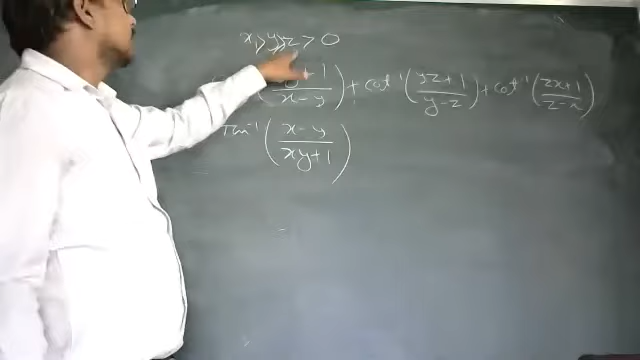 x > y > z > 0
y+1/x-y) + cot⁻¹(yz+1/y-z) + cot⁻¹(zx+1/z-x)
Tan⁻¹(x-y/xy+1)